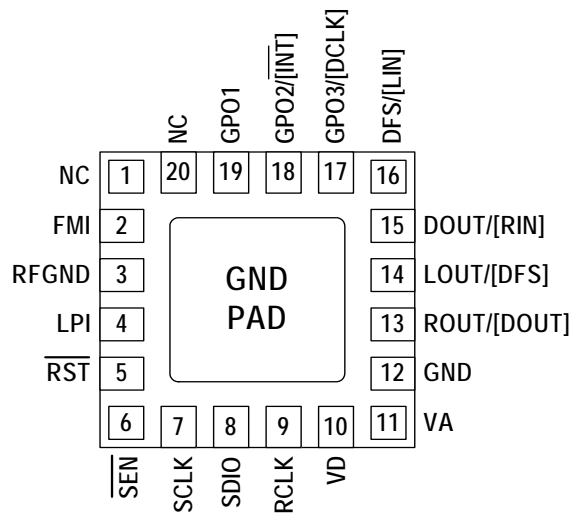 NC
GPO1
GPO2/[INT]
GPO3/[DCLK]
DFS/[LIN]
NC 1 20 19 18 17 16
FMI 2 15 DOUT/[RIN]
RFGND 3 GND 14 LOUT/[DFS]
LPI 4 PAD 13 ROUT/[DOUT]
RST 5 12 GND
6 7 8 9 10 11 VA
SEN
SCLK
SDIO
RCLK
VD